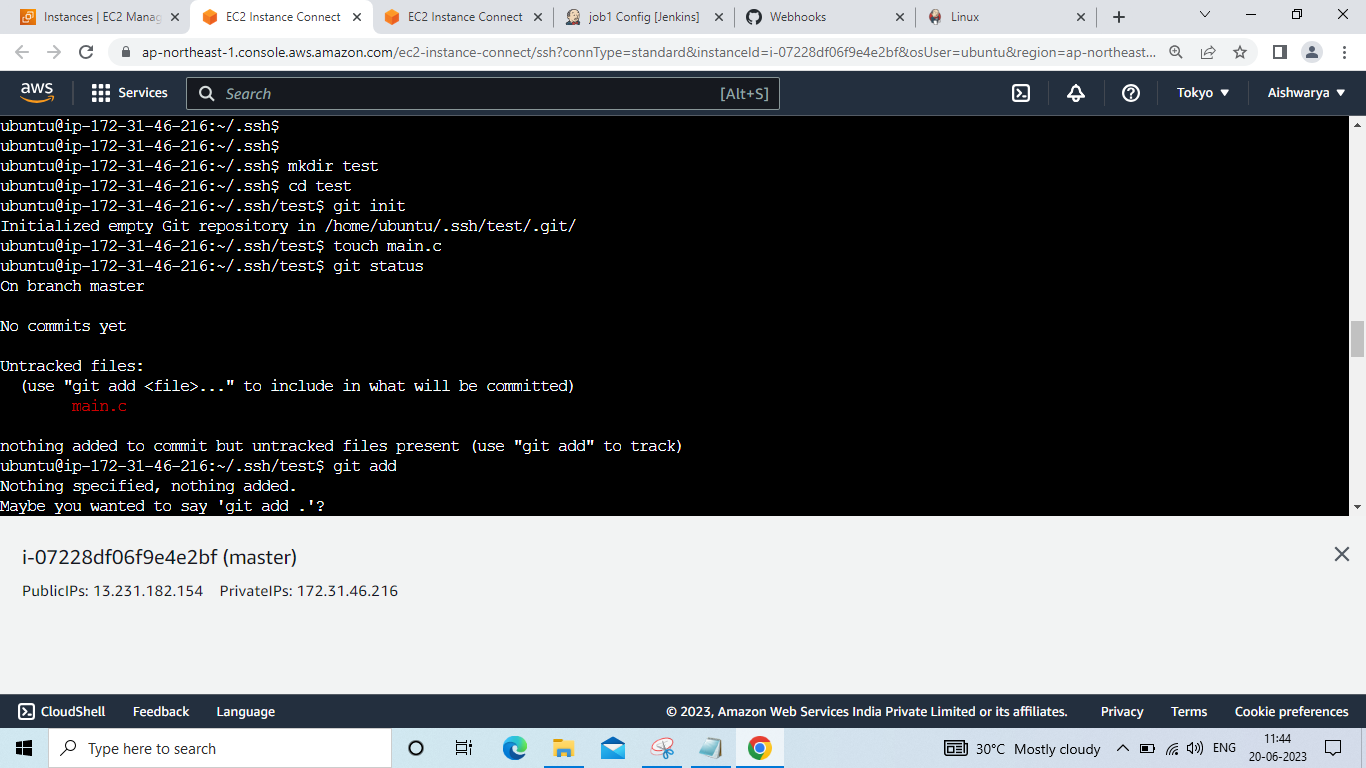 Instances | EC2 Manag
EC2 Instance Connect
EC2 Instance Connect
job1 Config [Jenkins]
Webhooks
Linux
ap-northeast-1.console.aws.amazon.com/ec2-instance-connect/ssh?connType=standard&instanceId=i-07228df06f9e4e2bf&osUser=ubuntu&region=ap-northeast...
aws
Services
Search
[Alt+S]
Tokyo
Aishwarya
ubuntu@ip-172-31-46-216:~/.ssh$
ubuntu@ip-172-31-46-216:~/.ssh$
ubuntu@ip-172-31-46-216:~/.ssh$ mkdir test
ubuntu@ip-172-31-46-216:~/.ssh$ cd test
ubuntu@ip-172-31-46-216:~/.ssh/test$ git init
Initialized empty Git repository in /home/ubuntu/.ssh/test/.git/
ubuntu@ip-172-31-46-216:~/.ssh/test$ touch main.c
ubuntu@ip-172-31-46-216:~/.ssh/test$ git status
On branch master
No commits yet
Untracked files:
(use "git add <file>..." to include in what will be committed)
main.c
nothing added to commit but untracked files present (use "git add" to track)
ubuntu@ip-172-31-46-216:~/.ssh/test$ git add
Nothing specified, nothing added.
Maybe you wanted to say 'git add .'?
i-07228df06f9e4e2bf (master)
PublicIPs: 13.231.182.154 PrivateIPs: 172.31.46.216
CloudShell
Feedback
Language
© 2023, Amazon Web Services India Private Limited or its affiliates.
Privacy
Terms
Cookie preferences
Type here to search
30°C Mostly cloudy
ENG
11:44
20-06-2023